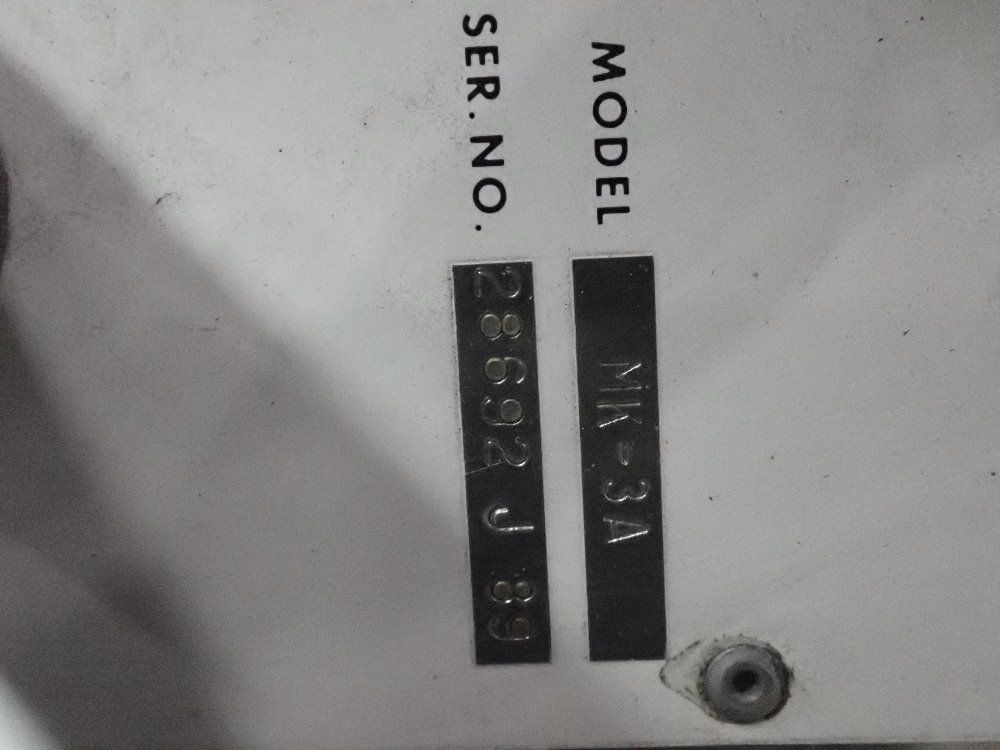 MODEL MK-3A
SER. NO. 28692 J 89